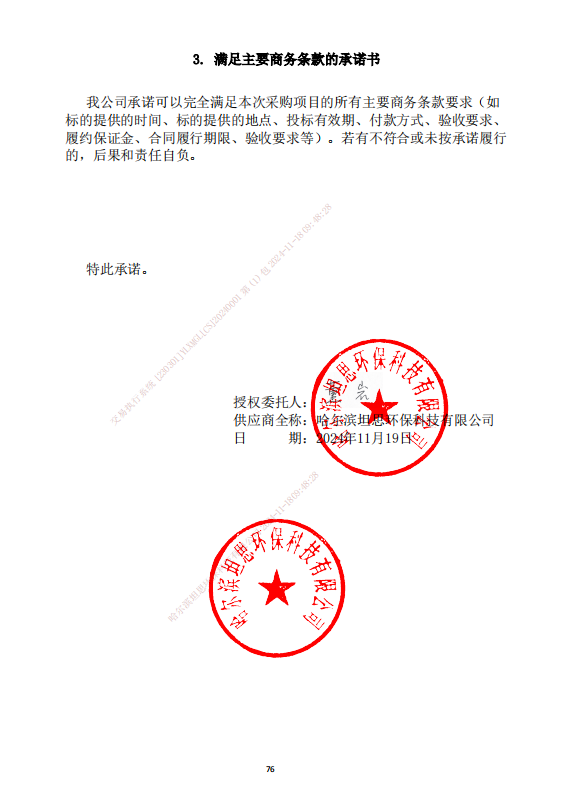 3. 满足主要商务条款的承诺书
我公司承诺可以完全满足本次采购项目的所有主要商务条款要求（如
标的提供的时间、标的提供的地点、投标有效期、付款方式、验收要求、
履约保证金、合同履行期限、验收要求等）。若有不符合或未按承诺履行
的，后果和责任自负。
特此承诺。
授权委托人：
供应商全称：哈尔滨坦思环保科技有限公司
日 期：2024年11月19日
哈尔滨坦思环保科技有限公司
哈尔滨坦思环保科技有限公司
76